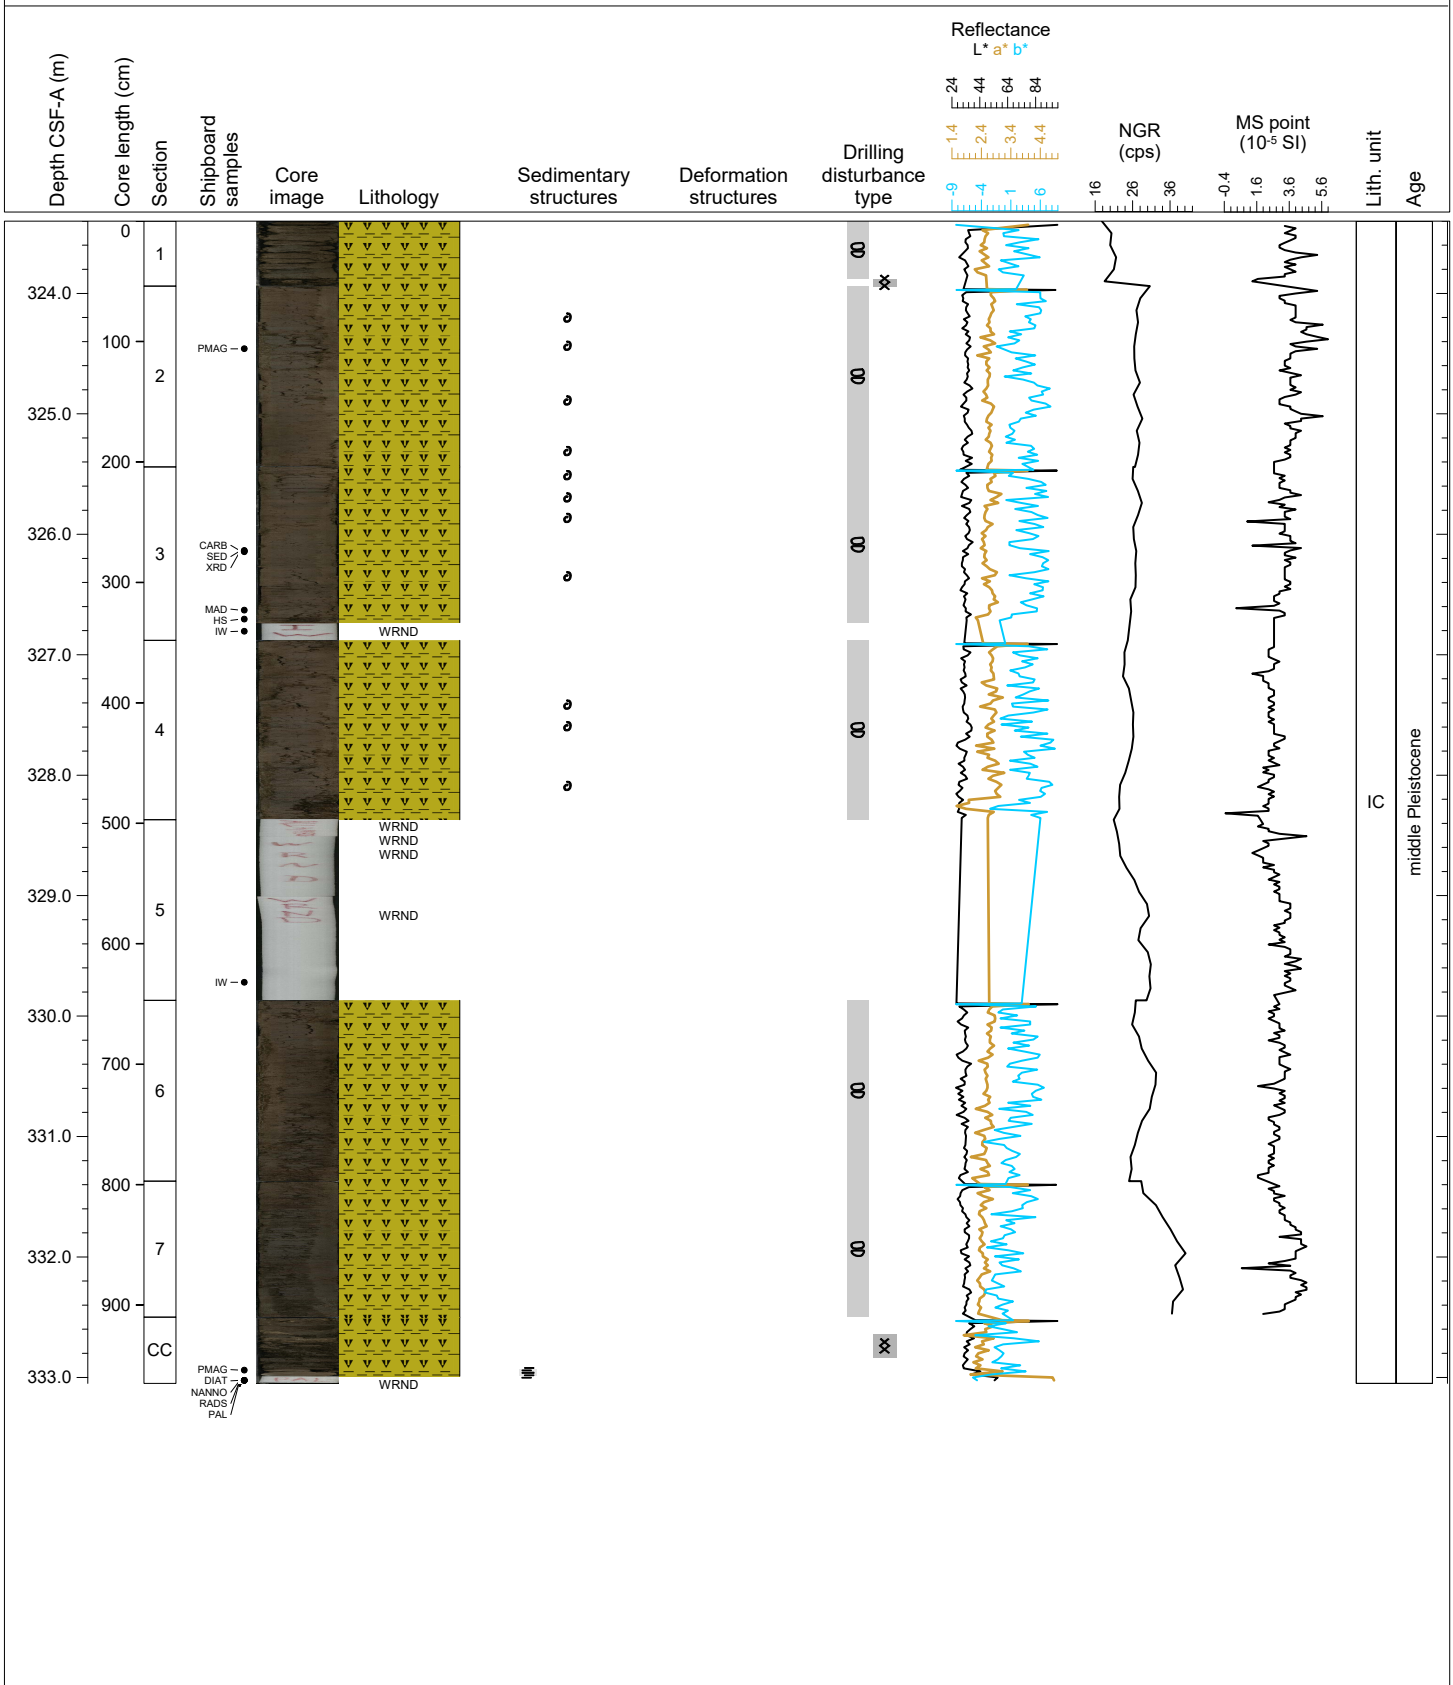 Depth CSF-A (m)
Core length (cm)
Section
Shipboard
samples
Core
image
Lithology
Sedimentary
structures
Deformation
structures
Drilling
disturbance
type
Reflectance
L* a* b*
24 44 64 84
1.4 2.4 3.4 4.4
-9 -4 1 6
NGR
(cps)
16 26 36
MS point
(10⁻⁵ SI)
-0.4 1.6 3.6 5.6
Lith. unit
Age
0
1
324.0
100
PMAG
2
325.0
200
326.0
CARB
SED
XRD
3
300
MAD
HS
IW
WRND
327.0
400
4
328.0
IC
middle Pleistocene
500
WRND
WRND
WRND
329.0
5
WRND
600
IW
330.0
700
6
331.0
800
7
332.0
900
CC
PMAG
333.0
DIAT
WRND
NANNO
RADS
PAL